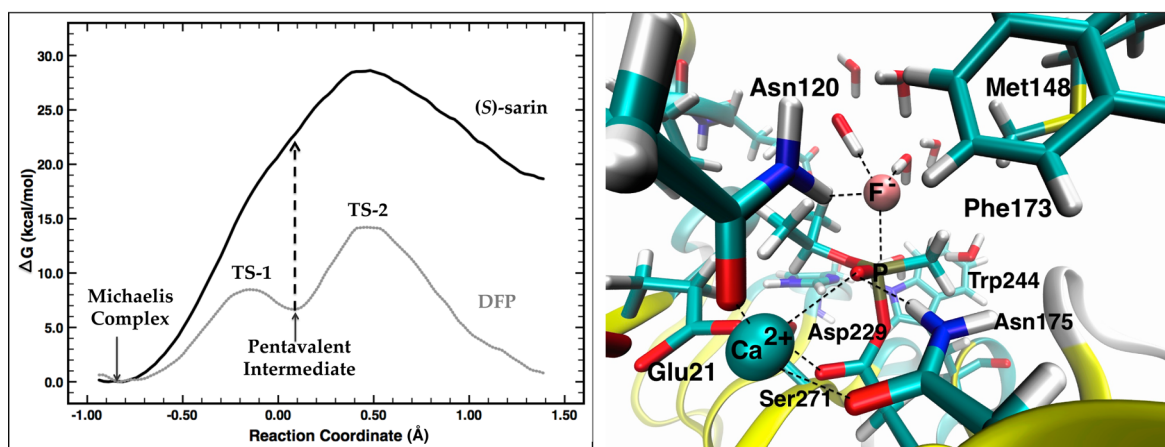 30.0
25.0
20.0
15.0
10.0
5.0
0.0
ΔG (kcal/mol)
(S)-sarin
TS-2
TS-1
DFP
Michaelis
Complex
Pentavalent
Intermediate
-1.00
-0.50
0.00
0.50
1.00
1.50
Reaction Coordinate (Å)
Asn120
Met148
F-
Phe173
P
Trp244
Asp229
Asn175
Ca2+
Glu21
Ser271